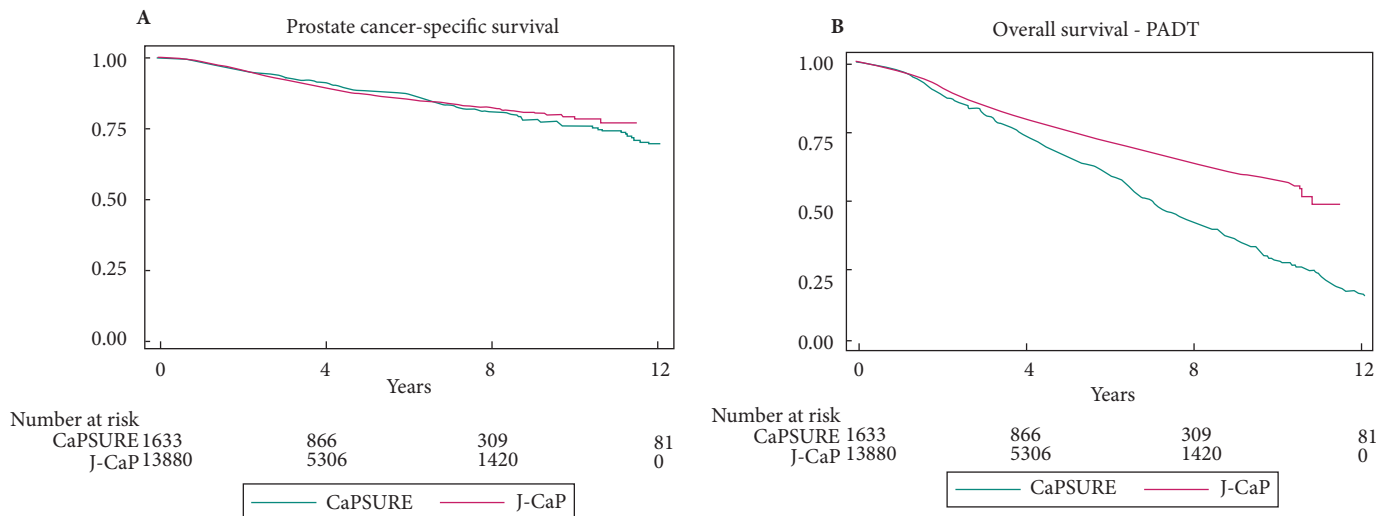 A
Prostate cancer-specific survival
1.00
0.75
0.50
0.25
0.00
0 4 8 12
Years
Number at risk
CaPSURE 1633 866 309 81
J-CaP 13880 5306 1420 0
CaPSURE J-CaP
B
Overall survival - PADT
1.00
0.75
0.50
0.25
0.00
0 4 8 12
Years
Number at risk
CaPSURE 1633 866 309 81
J-CaP 13880 5306 1420 0
CaPSURE J-CaP